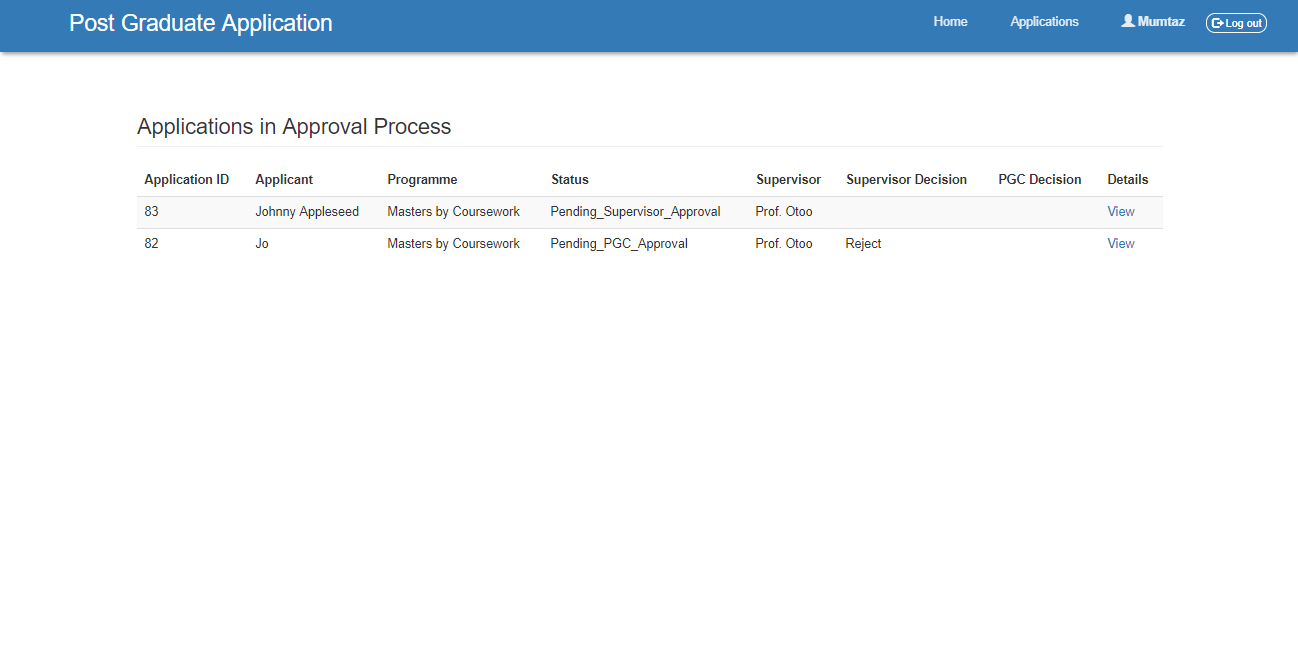 Post Graduate Application Home Applications Mumtaz Log out
Applications in Approval Process
Application ID Applicant Programme Status Supervisor Supervisor Decision PGC Decision Details
83 Johnny Appleseed Masters by Coursework Pending_Supervisor_Approval Prof. Otoo View
82 Jo Masters by Coursework Pending_PGC_Approval Prof. Otoo Reject View